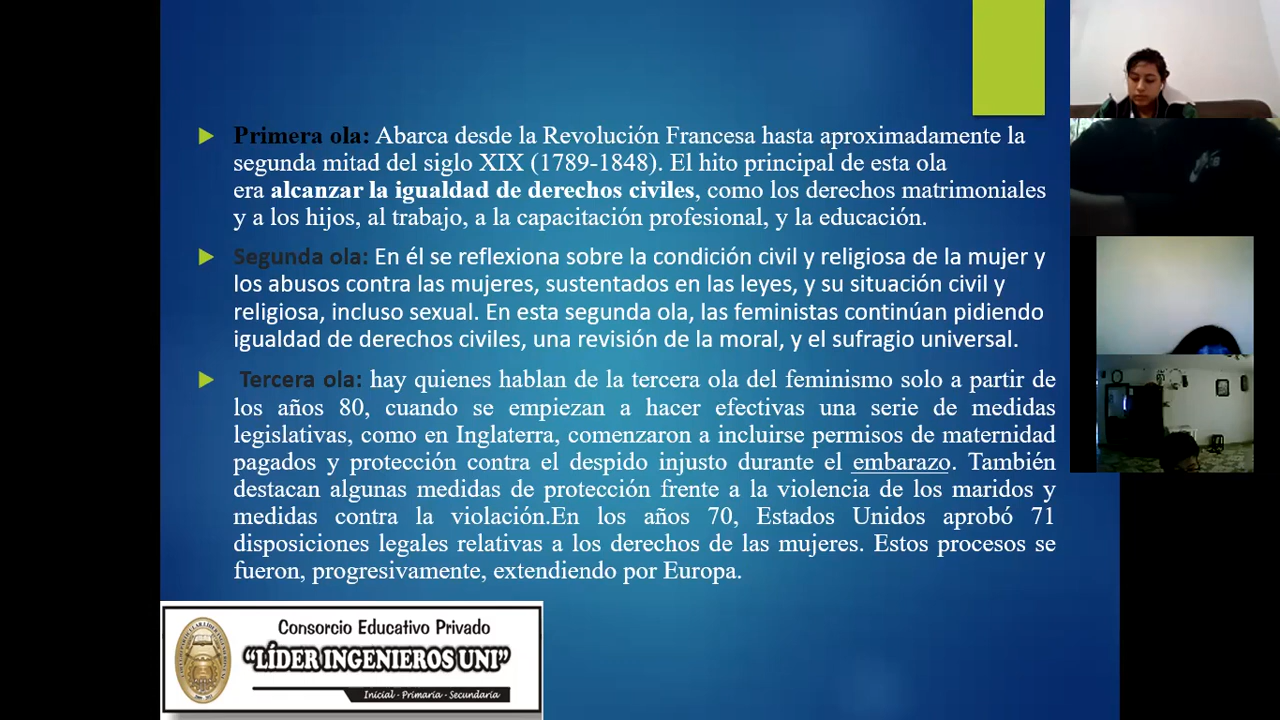 Primera ola: Abarca desde la Revolución Francesa hasta aproximadamente la
segunda mitad del siglo XIX (1789-1848). El hito principal de esta ola
era alcanzar la igualdad de derechos civiles, como los derechos matrimoniales
y a los hijos, al trabajo, a la capacitación profesional, y la educación.
Segunda ola: En él se reflexiona sobre la condición civil y religiosa de la mujer y
los abusos contra las mujeres, sustentados en las leyes, y su situación civil y
religiosa, incluso sexual. En esta segunda ola, las feministas continúan pidiendo
igualdad de derechos civiles, una revisión de la moral, y el sufragio universal.
Tercera ola: hay quienes hablan de la tercera ola del feminismo solo a partir de
los años 80, cuando se empiezan a hacer efectivas una serie de medidas
legislativas, como en Inglaterra, comenzaron a incluirse permisos de maternidad
pagados y protección contra el despido injusto durante el embarazo. También
destacan algunas medidas de protección frente a la violencia de los maridos y
medidas contra la violación.En los años 70, Estados Unidos aprobó 71
disposiciones legales relativas a los derechos de las mujeres. Estos procesos se
fueron, progresivamente, extendiendo por Europa.
Consorcio Educativo Privado
"LÍDER INGENIEROS UNI"
Inicial - Primaria - Secundaria